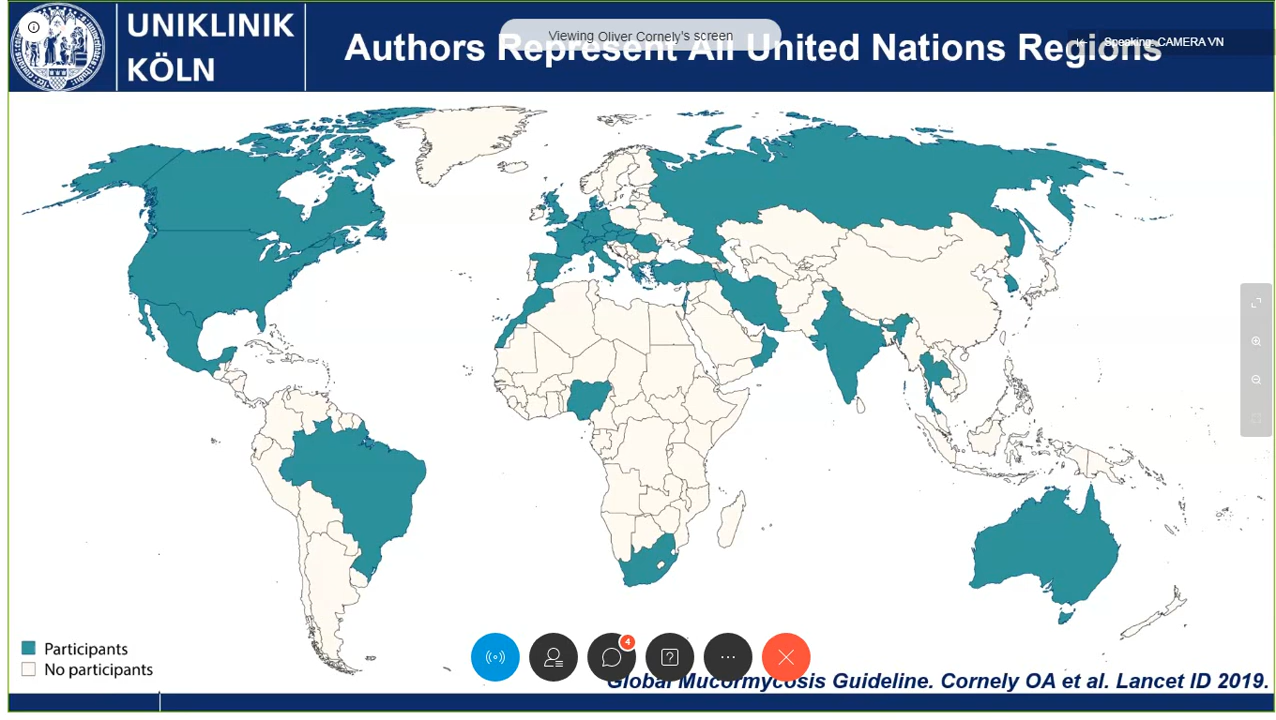 UNIKLINIK
KÖLN
Authors Represent All United Nations Regions
Viewing Oliver Cornely's screen
Speaking: CAMERA VN
4
Participants
No participants
Global Mucormycosis Guideline. Cornely OA et al. Lancet ID 2019.